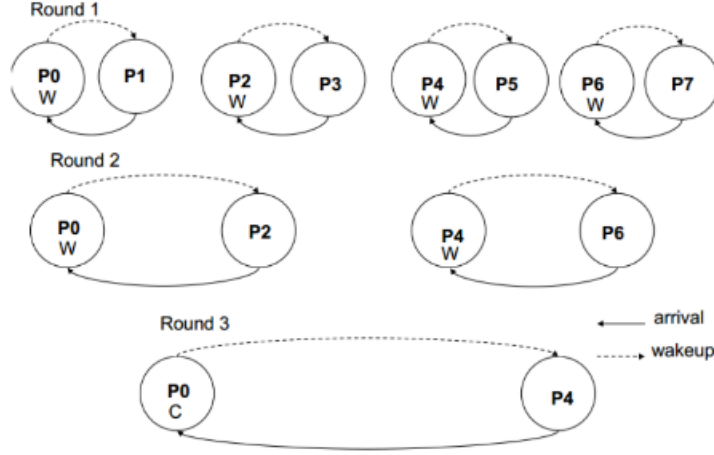 Round 1
P0 P1 P2 P3 P4 P5 P6 P7
W W W W
Round 2
P0 P2 P4 P6
W W
Round 3
arrival
wakeup
P0 P4
C